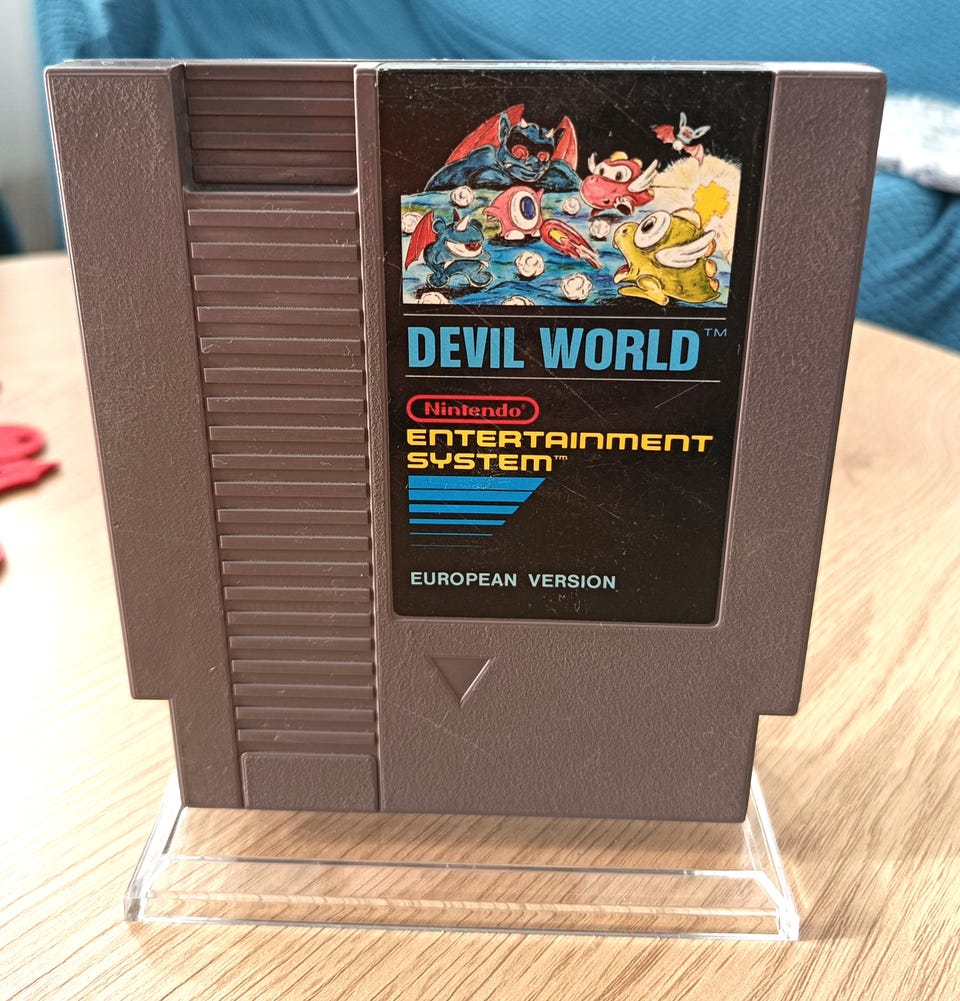 DEVIL WORLD™
Nintendo®
ENTERTAINMENT
SYSTEM™
EUROPEAN VERSION